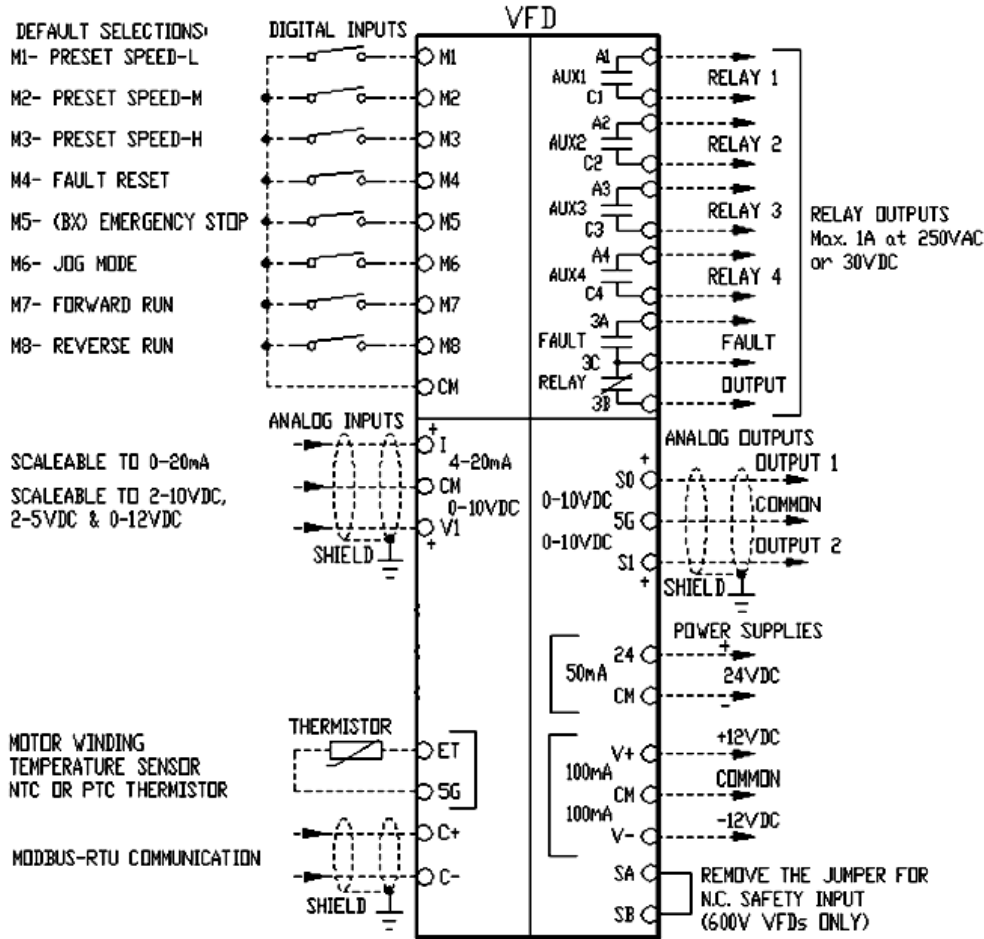 VFD
DEFAULT SELECTIONS:
M1- PRESET SPEED-L
M2- PRESET SPEED-M
M3- PRESET SPEED-H
M4- FAULT RESET
M5- (BX) EMERGENCY STOP
M6- JOG MODE
M7- FORWARD RUN
M8- REVERSE RUN
DIGITAL INPUTS
M1
M2
M3
M4
M5
M6
M7
M8
CM
A1
AUX1
C1
RELAY 1
A2
AUX2
C2
RELAY 2
A3
AUX3
C3
RELAY 3
A4
AUX4
C4
RELAY 4
3A
FAULT
3C
RELAY
3B
FAULT
OUTPUT
RELAY OUTPUTS
Max. 1A at 250VAC
or 30VDC
ANALOG INPUTS
SCALEABLE TO 0-20mA
SCALEABLE TO 2-10VDC,
2-5VDC & 0-12VDC
+
I
4-20mA
CM
0-10VDC
V1
+
SHIELD
ANALOG OUTPUTS
+
S0
OUTPUT 1
0-10VDC
5G
COMMON
0-10VDC
S1
OUTPUT 2
+
SHIELD
POWER SUPPLIES
50mA
24
+
24VDC
CM
-
THERMISTOR
MOTOR WINDING
TEMPERATURE SENSOR
NTC OR PTC THERMISTOR
ET
5G
V+
+12VDC
100mA
CM
COMMON
100mA
V-
-12VDC
MODBUS-RTU COMMUNICATION
C+
C-
SHIELD
SA
SB
REMOVE THE JUMPER FOR
N.C. SAFETY INPUT
(600V VFDs ONLY)